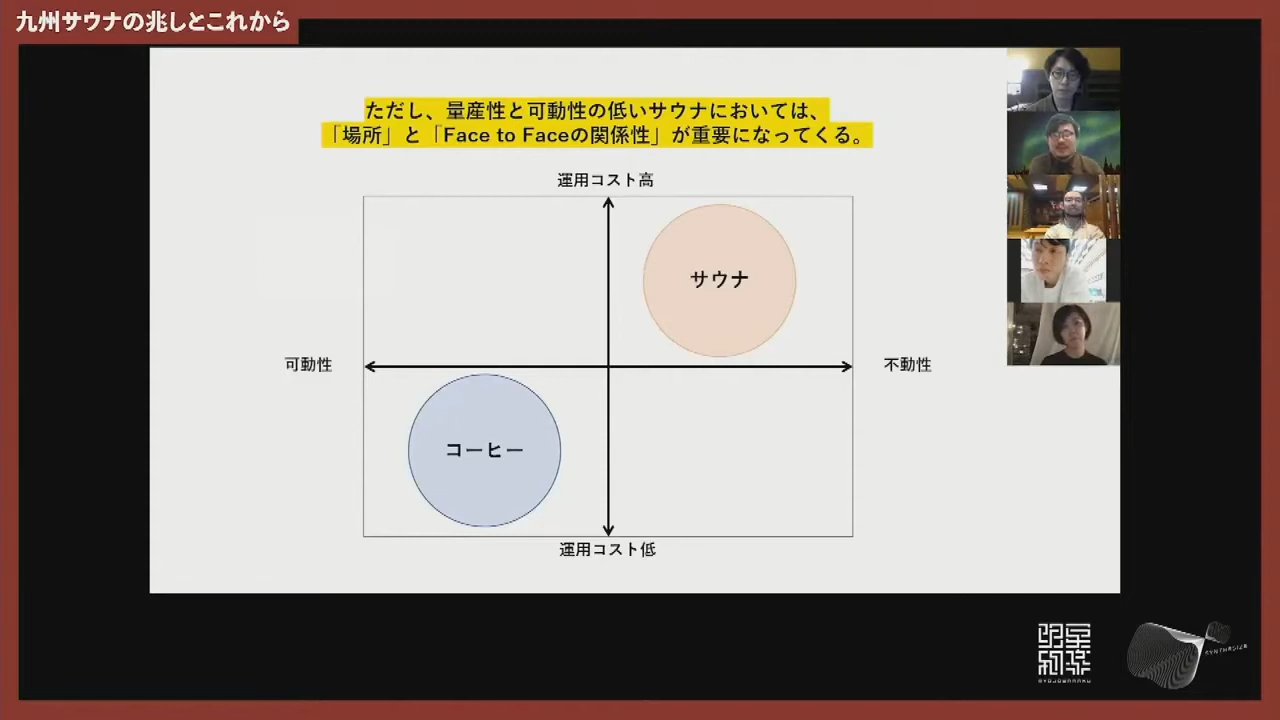 九州サウナの兆しとこれから
ただし、量産性と可動性の低いサウナにおいては、
「場所」と「Face to Faceの関係性」が重要になってくる。
運用コスト高
サウナ
可動性
不動性
コーヒー
運用コスト低
SYNTHASIZE